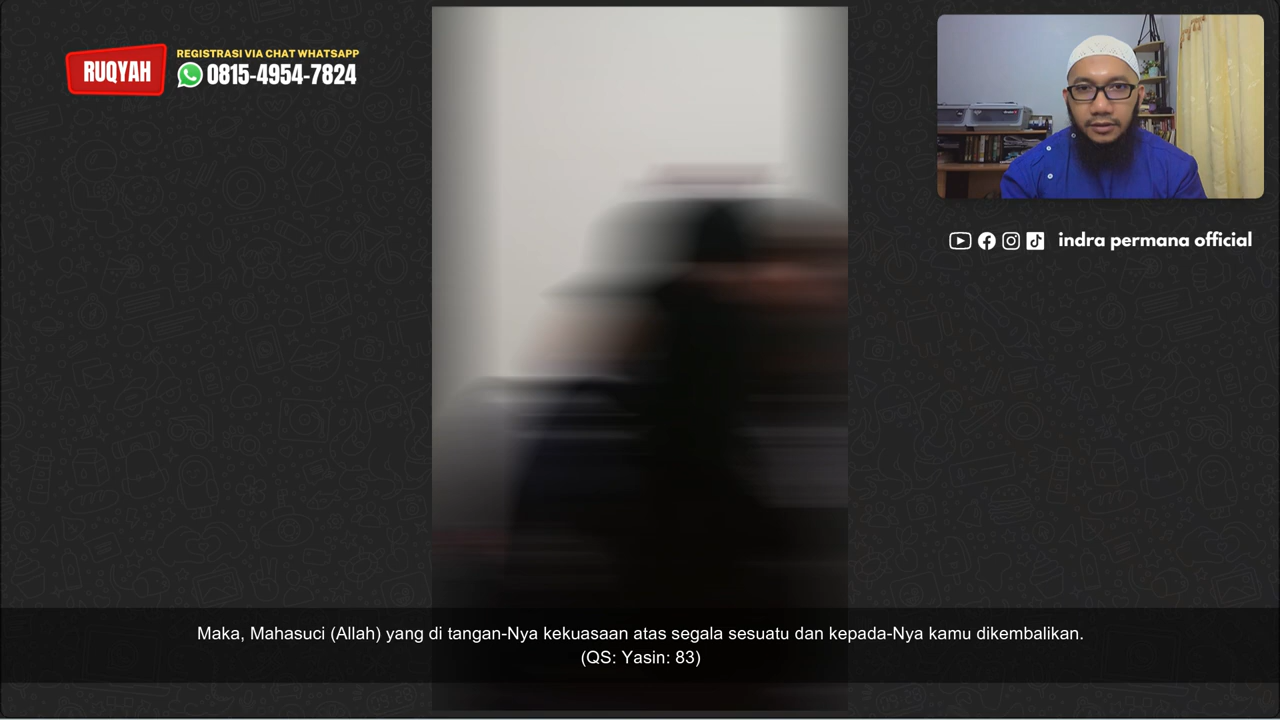 RUQYAH
REGISTRASI VIA CHAT WHATSAPP
0815-4954-7824
indra permana official
Maka, Mahasuci (Allah) yang di tangan-Nya kekuasaan atas segala sesuatu dan kepada-Nya kamu dikembalikan.
(QS: Yasin: 83)